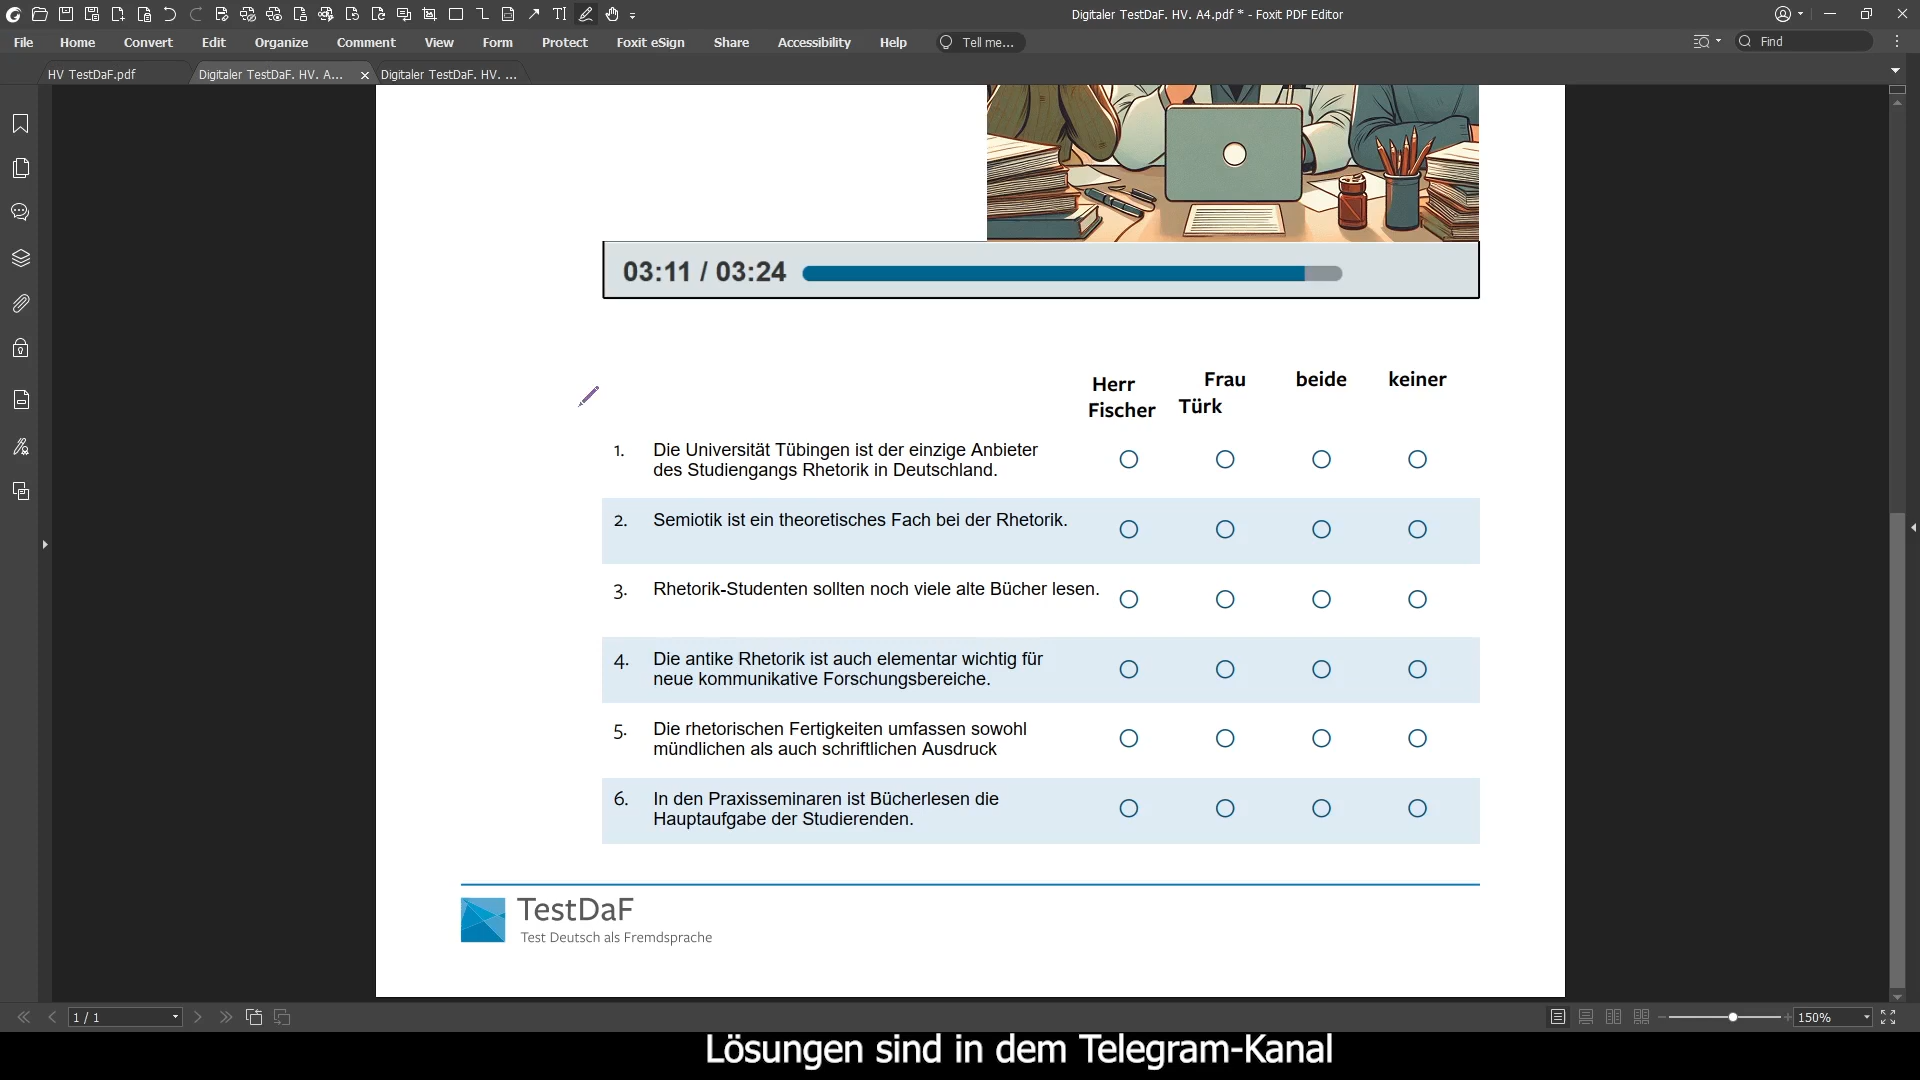 Digitaler TestDaF. HV. A4.pdf * - Foxit PDF Editor
File Home Convert Edit Organize Comment View Form Protect Foxit eSign Share Accessibility Help Tell me... Find
HV TestDaF.pdf Digitaler TestDaF. HV. A... Digitaler TestDaF. HV. ...
03:11 / 03:24
Herr Fischer Frau Türk beide keiner
1. Die Universität Tübingen ist der einzige Anbieter
des Studiengangs Rhetorik in Deutschland.
2. Semiotik ist ein theoretisches Fach bei der Rhetorik.
3. Rhetorik-Studenten sollten noch viele alte Bücher lesen.
4. Die antike Rhetorik ist auch elementar wichtig für
neue kommunikative Forschungsbereiche.
5. Die rhetorischen Fertigkeiten umfassen sowohl
mündlichen als auch schriftlichen Ausdruck
6. In den Praxisseminaren ist Bücherlesen die
Hauptaufgabe der Studierenden.
TestDaF
Test Deutsch als Fremdsprache
1 / 1 150%
Lösungen sind in dem Telegram-Kanal